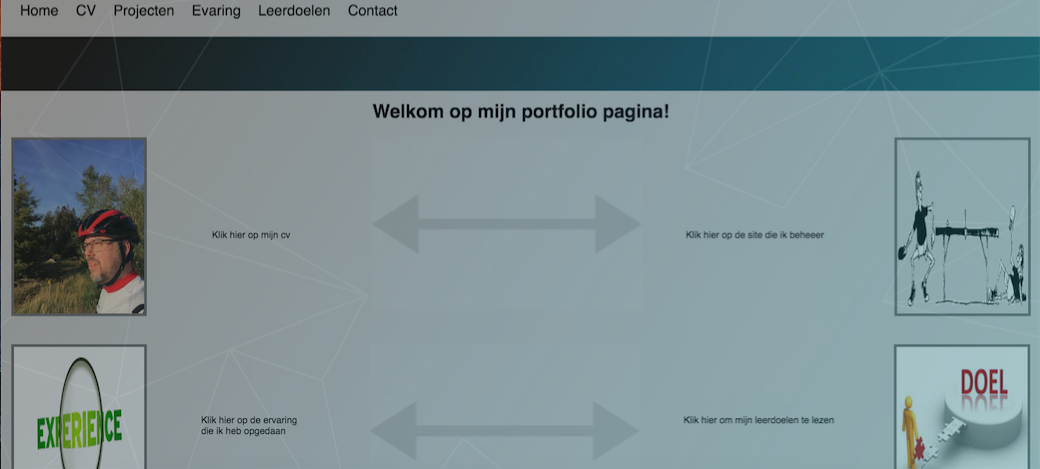 Home CV Projecten Evaring Leerdoelen Contact
Welkom op mijn portfolio pagina!
Klik hier op mijn cv
Klik hier op de site die ik beheeer
EXPERIENCE
Klik hier op de ervaring
die ik heb opgedaan
Klik hier om mijn leerdoelen te lezen
DOEL